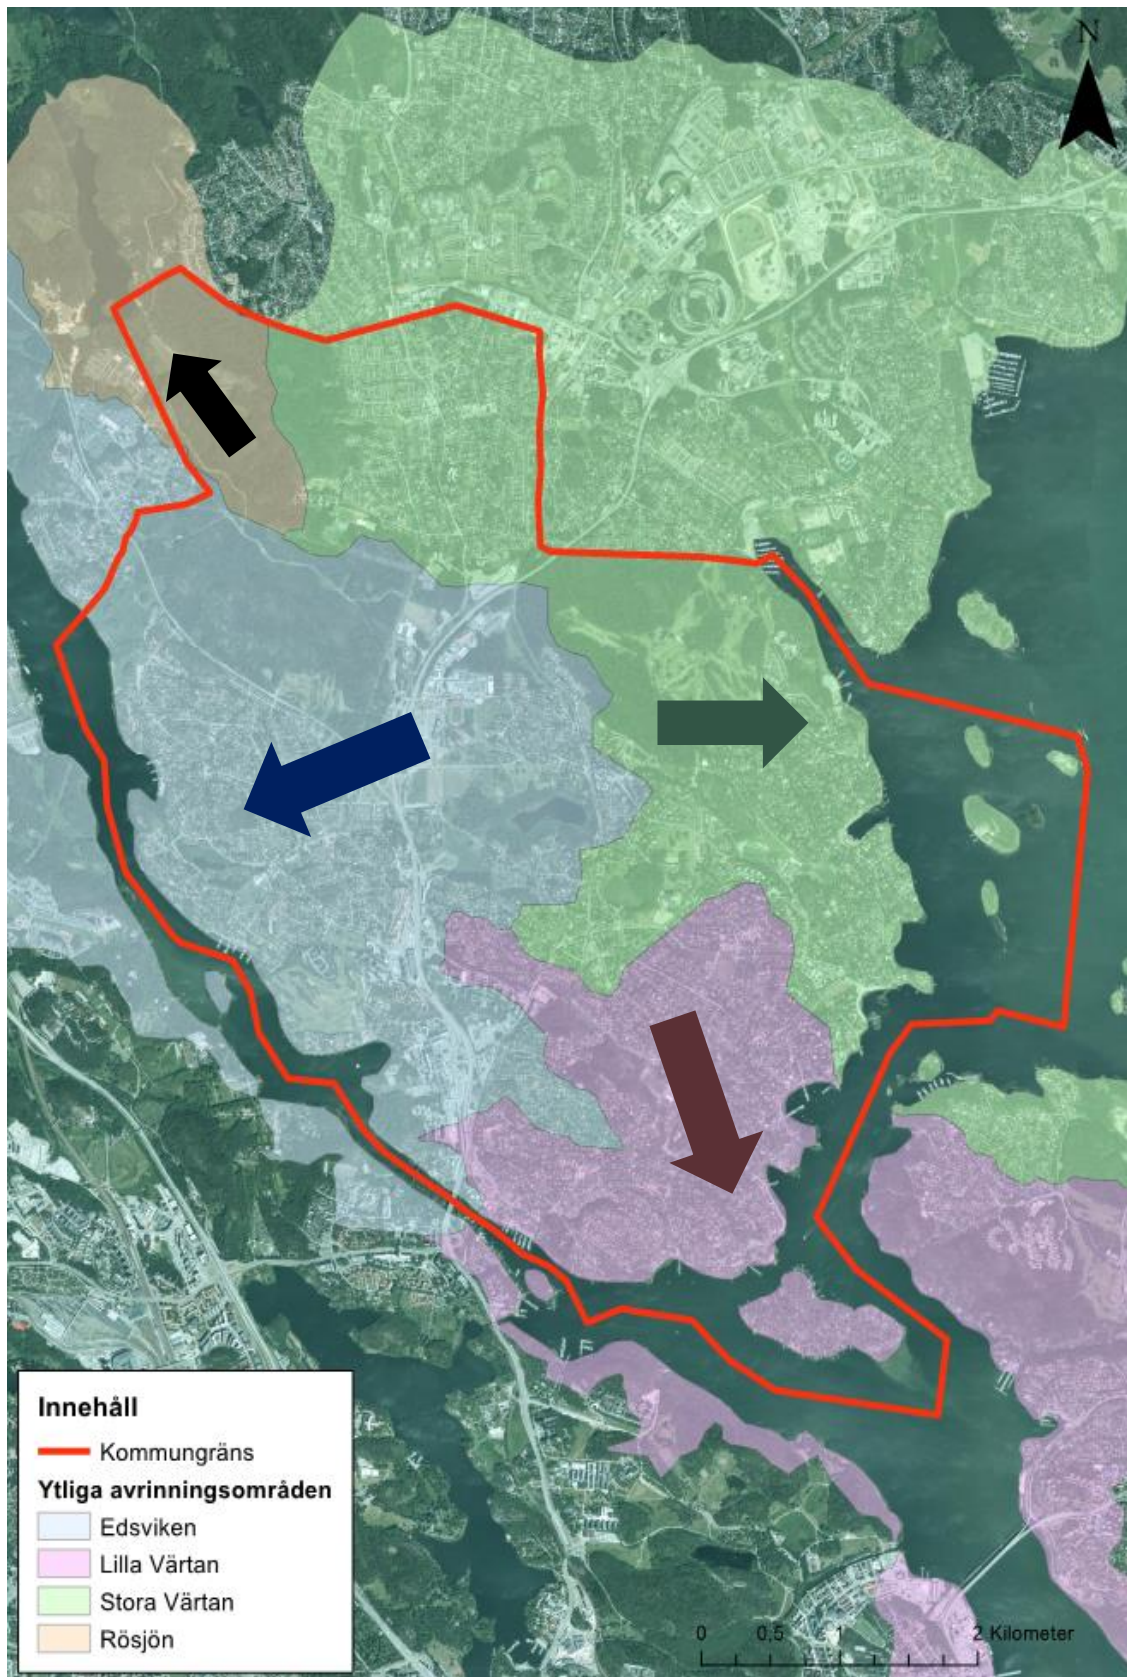 N
Innehåll
Kommungräns
Ytliga avrinningsområden
Edsviken
Lilla Värtan
Stora Värtan
Rösjön
0 0,5 1 2 Kilometer